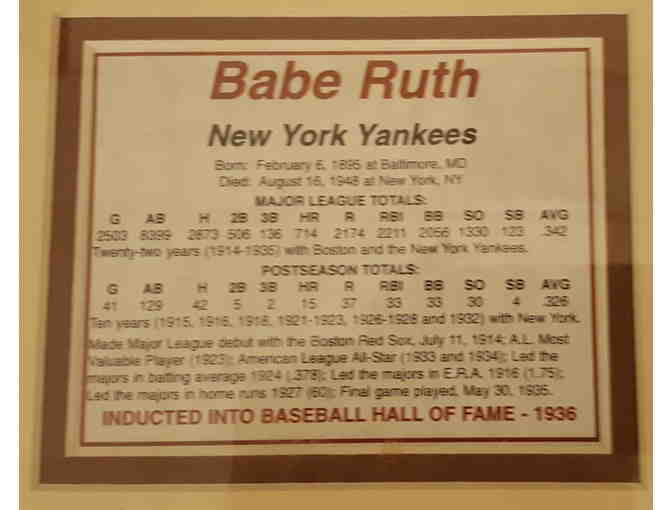 Babe Ruth
New York Yankees
Born: February 6, 1895 at Baltimore, MD
Died: August 16, 1948 at New York, NY
MAJOR LEAGUE TOTALS:
G AB H 2B 3B HR R RBI BB SO SB AVG
2503 8399 2873 506 136 714 2174 2211 2056 1330 123 .342
Twenty-two years (1914-1935) with Boston and the New York Yankees.
POSTSEASON TOTALS:
G AB H 2B 3B HR R RBI BB SO SB AVG
41 129 42 5 2 15 37 33 33 30 4 .326
Ten years (1915, 1916, 1918, 1921-1923, 1926-1928 and 1932) with New York.
Made Major League debut with the Boston Red Sox, July 11, 1914; A.L. Most
Valuable Player (1923); American League All-Star (1933 and 1934); Led the
majors in batting average 1924 (.378); Led the majors in E.R.A. 1916 (1.75);
Led the majors in home runs 1927 (60); Final game played, May 30, 1935.
INDUCTED INTO BASEBALL HALL OF FAME - 1936